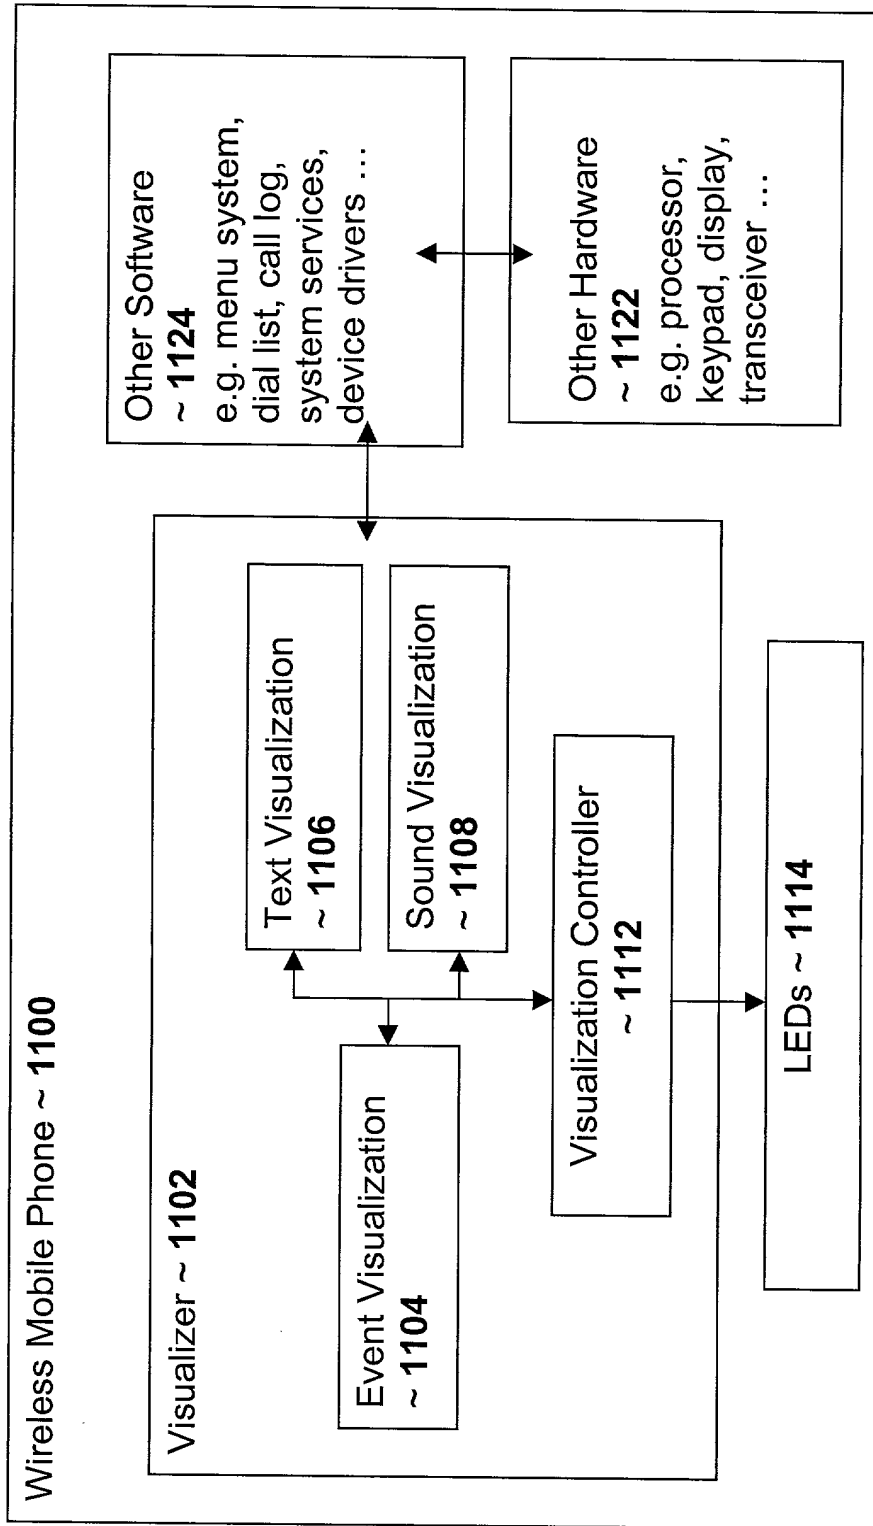 Wireless Mobile Phone ~ 1100
Visualizer ~ 1102
Event Visualization
~ 1104
Text Visualization
~ 1106
Sound Visualization
~ 1108
Visualization Controller
~ 1112
LEDs ~ 1114
Other Software
~ 1124
e.g. menu system,
dial list, call log,
system services,
device drivers ...
Other Hardware
~ 1122
e.g. processor,
keypad, display,
transceiver ...